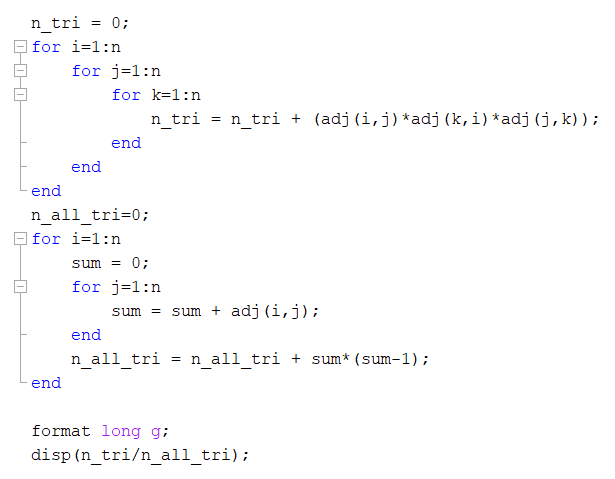 n_tri = 0;
for i=1:n
    for j=1:n
        for k=1:n
            n_tri = n_tri + (adj(i,j)*adj(k,i)*adj(j,k));
        end
    end
end
n_all_tri=0;
for i=1:n
    sum = 0;
    for j=1:n
        sum = sum + adj(i,j);
    end
    n_all_tri = n_all_tri + sum*(sum-1);
end
format long g;
disp(n_tri/n_all_tri);